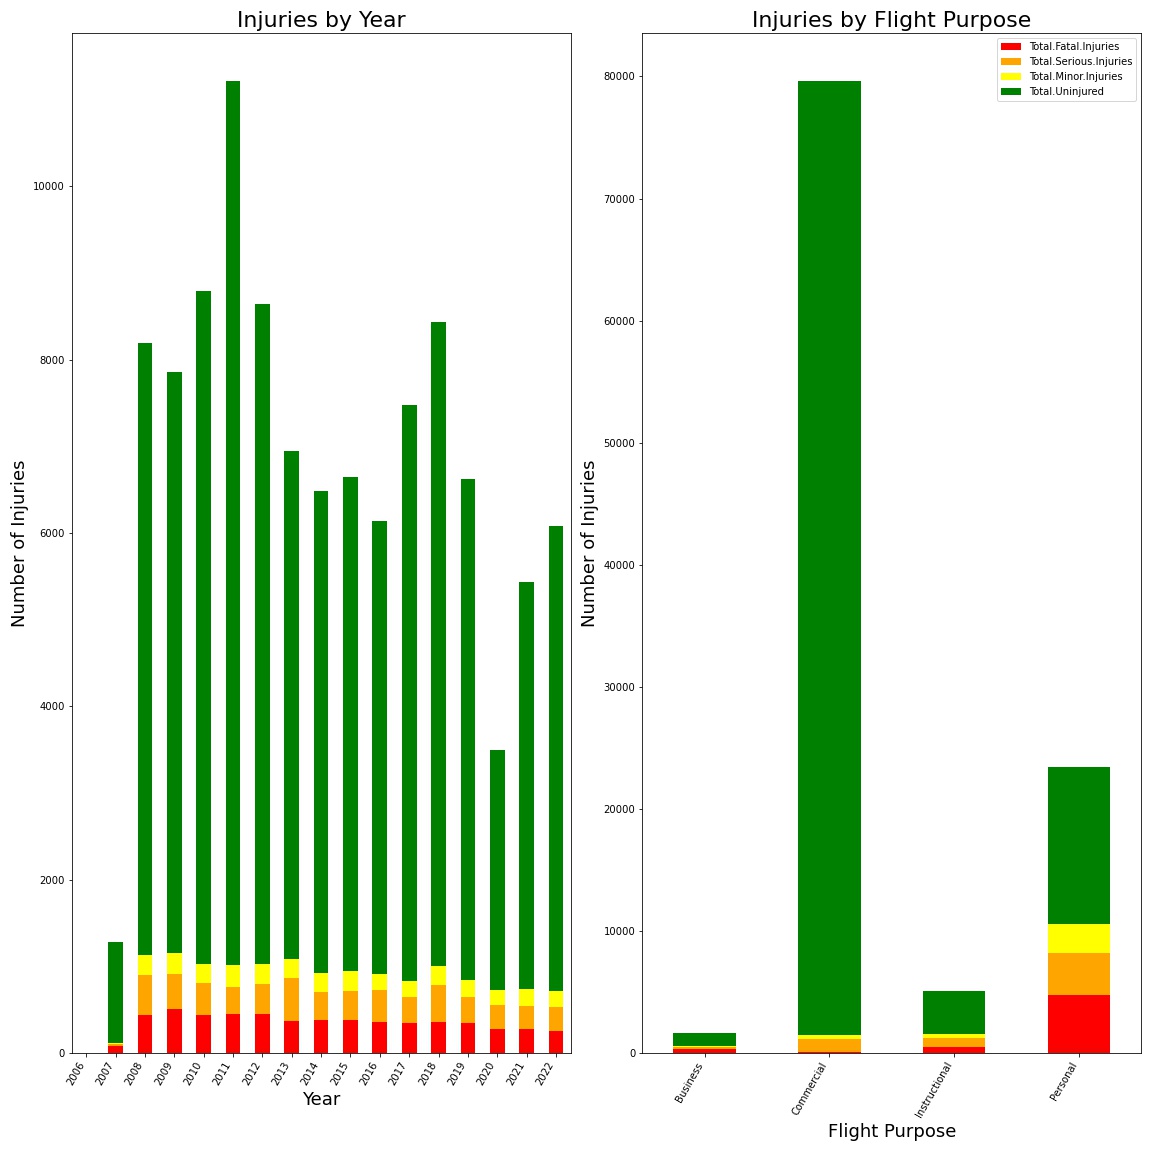 Injuries by Year
Number of Injuries
10000
8000
6000
4000
2000
0
2006
2007
2008
2009
2010
2011
2012
2013
2014
2015
2016
2017
2018
2019
2020
2021
2022
Year
Injuries by Flight Purpose
Total.Fatal.Injuries
Total.Serious.Injuries
Total.Minor.Injuries
Total.Uninjured
Number of Injuries
80000
70000
60000
50000
40000
30000
20000
10000
0
Business
Commercial
Instructional
Personal
Flight Purpose